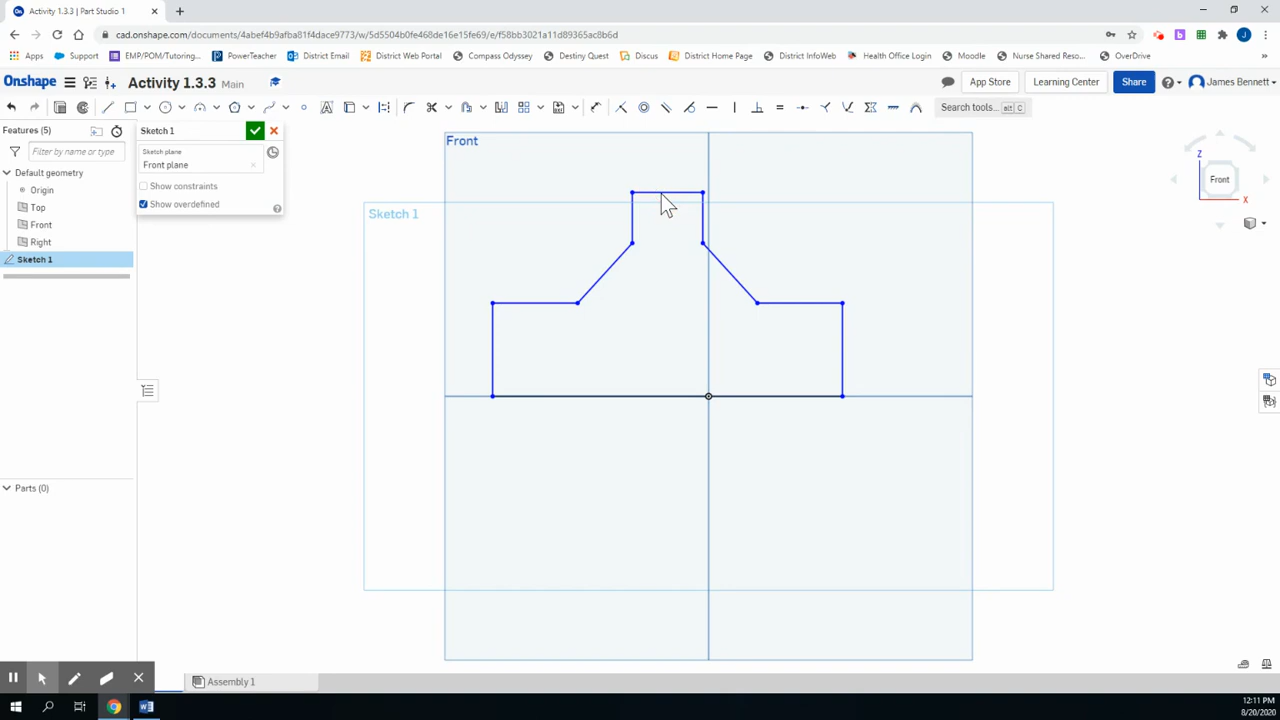 Activity 1.3.3 | Part Studio 1
cad.onshape.com/documents/4abef4b9afba81f4dace9773/w/5d5504b0fe468de16e15fe69/e/f58bb3021a11d89365ac8b6d
Apps Support EMP/POM/Tutoring... PowerTeacher District Email District Web Portal Compass Odyssey Destiny Quest Discus District Home Page District InfoWeb Health Office Login Moodle Nurse Shared Reso... OverDrive »
Onshape Activity 1.3.3 Main App Store Learning Center Share James Bennett
Search tools... alt C
Features (5)
Filter by name or type
Default geometry
Origin
Top
Front
Right
Sketch 1
Parts (0)
Sketch 1
Sketch plane
Front plane
Show constraints
Show overdefined
Front
Sketch 1
Z
Front
X
Assembly 1
12:11 PM
8/20/2020